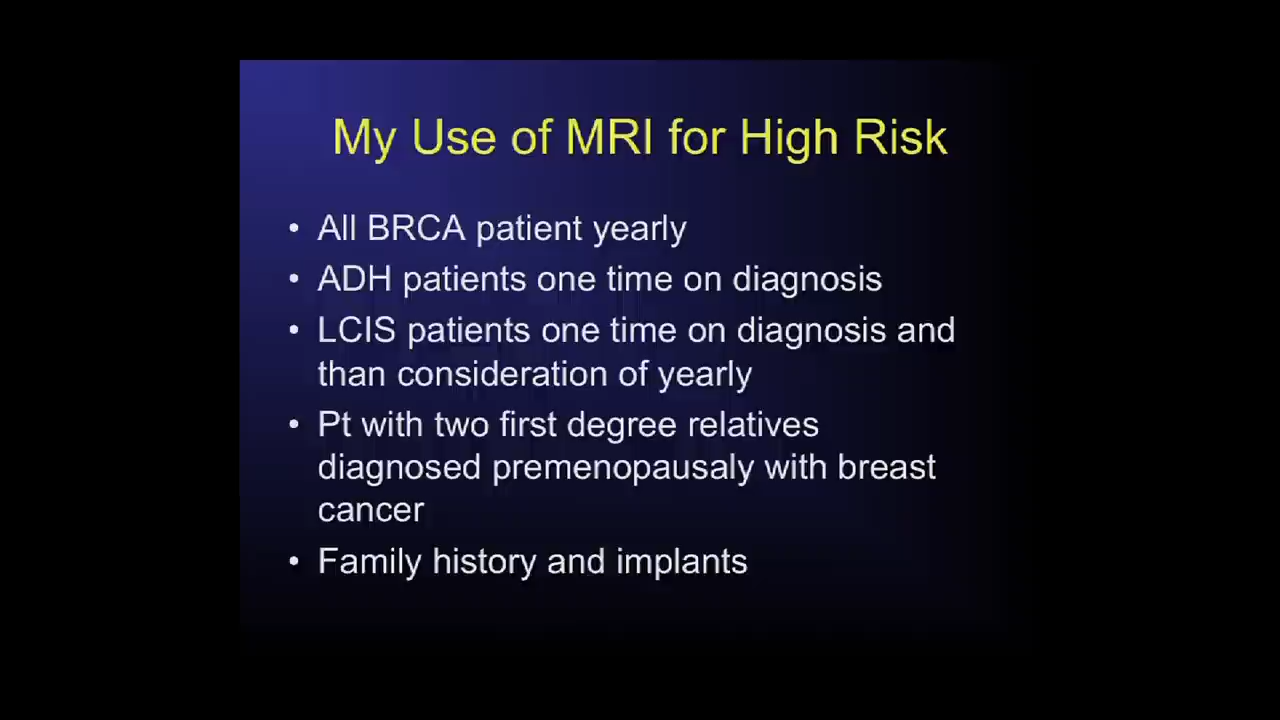 My Use of MRI for High Risk
• All BRCA patient yearly
• ADH patients one time on diagnosis
• LCIS patients one time on diagnosis and
than consideration of yearly
• Pt with two first degree relatives
diagnosed premenopausaly with breast
cancer
• Family history and implants